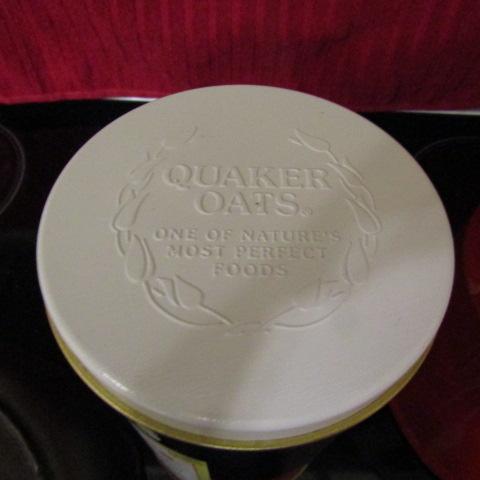 QUAKER
OATS®
ONE OF NATURE'S
MOST PERFECT
FOODS